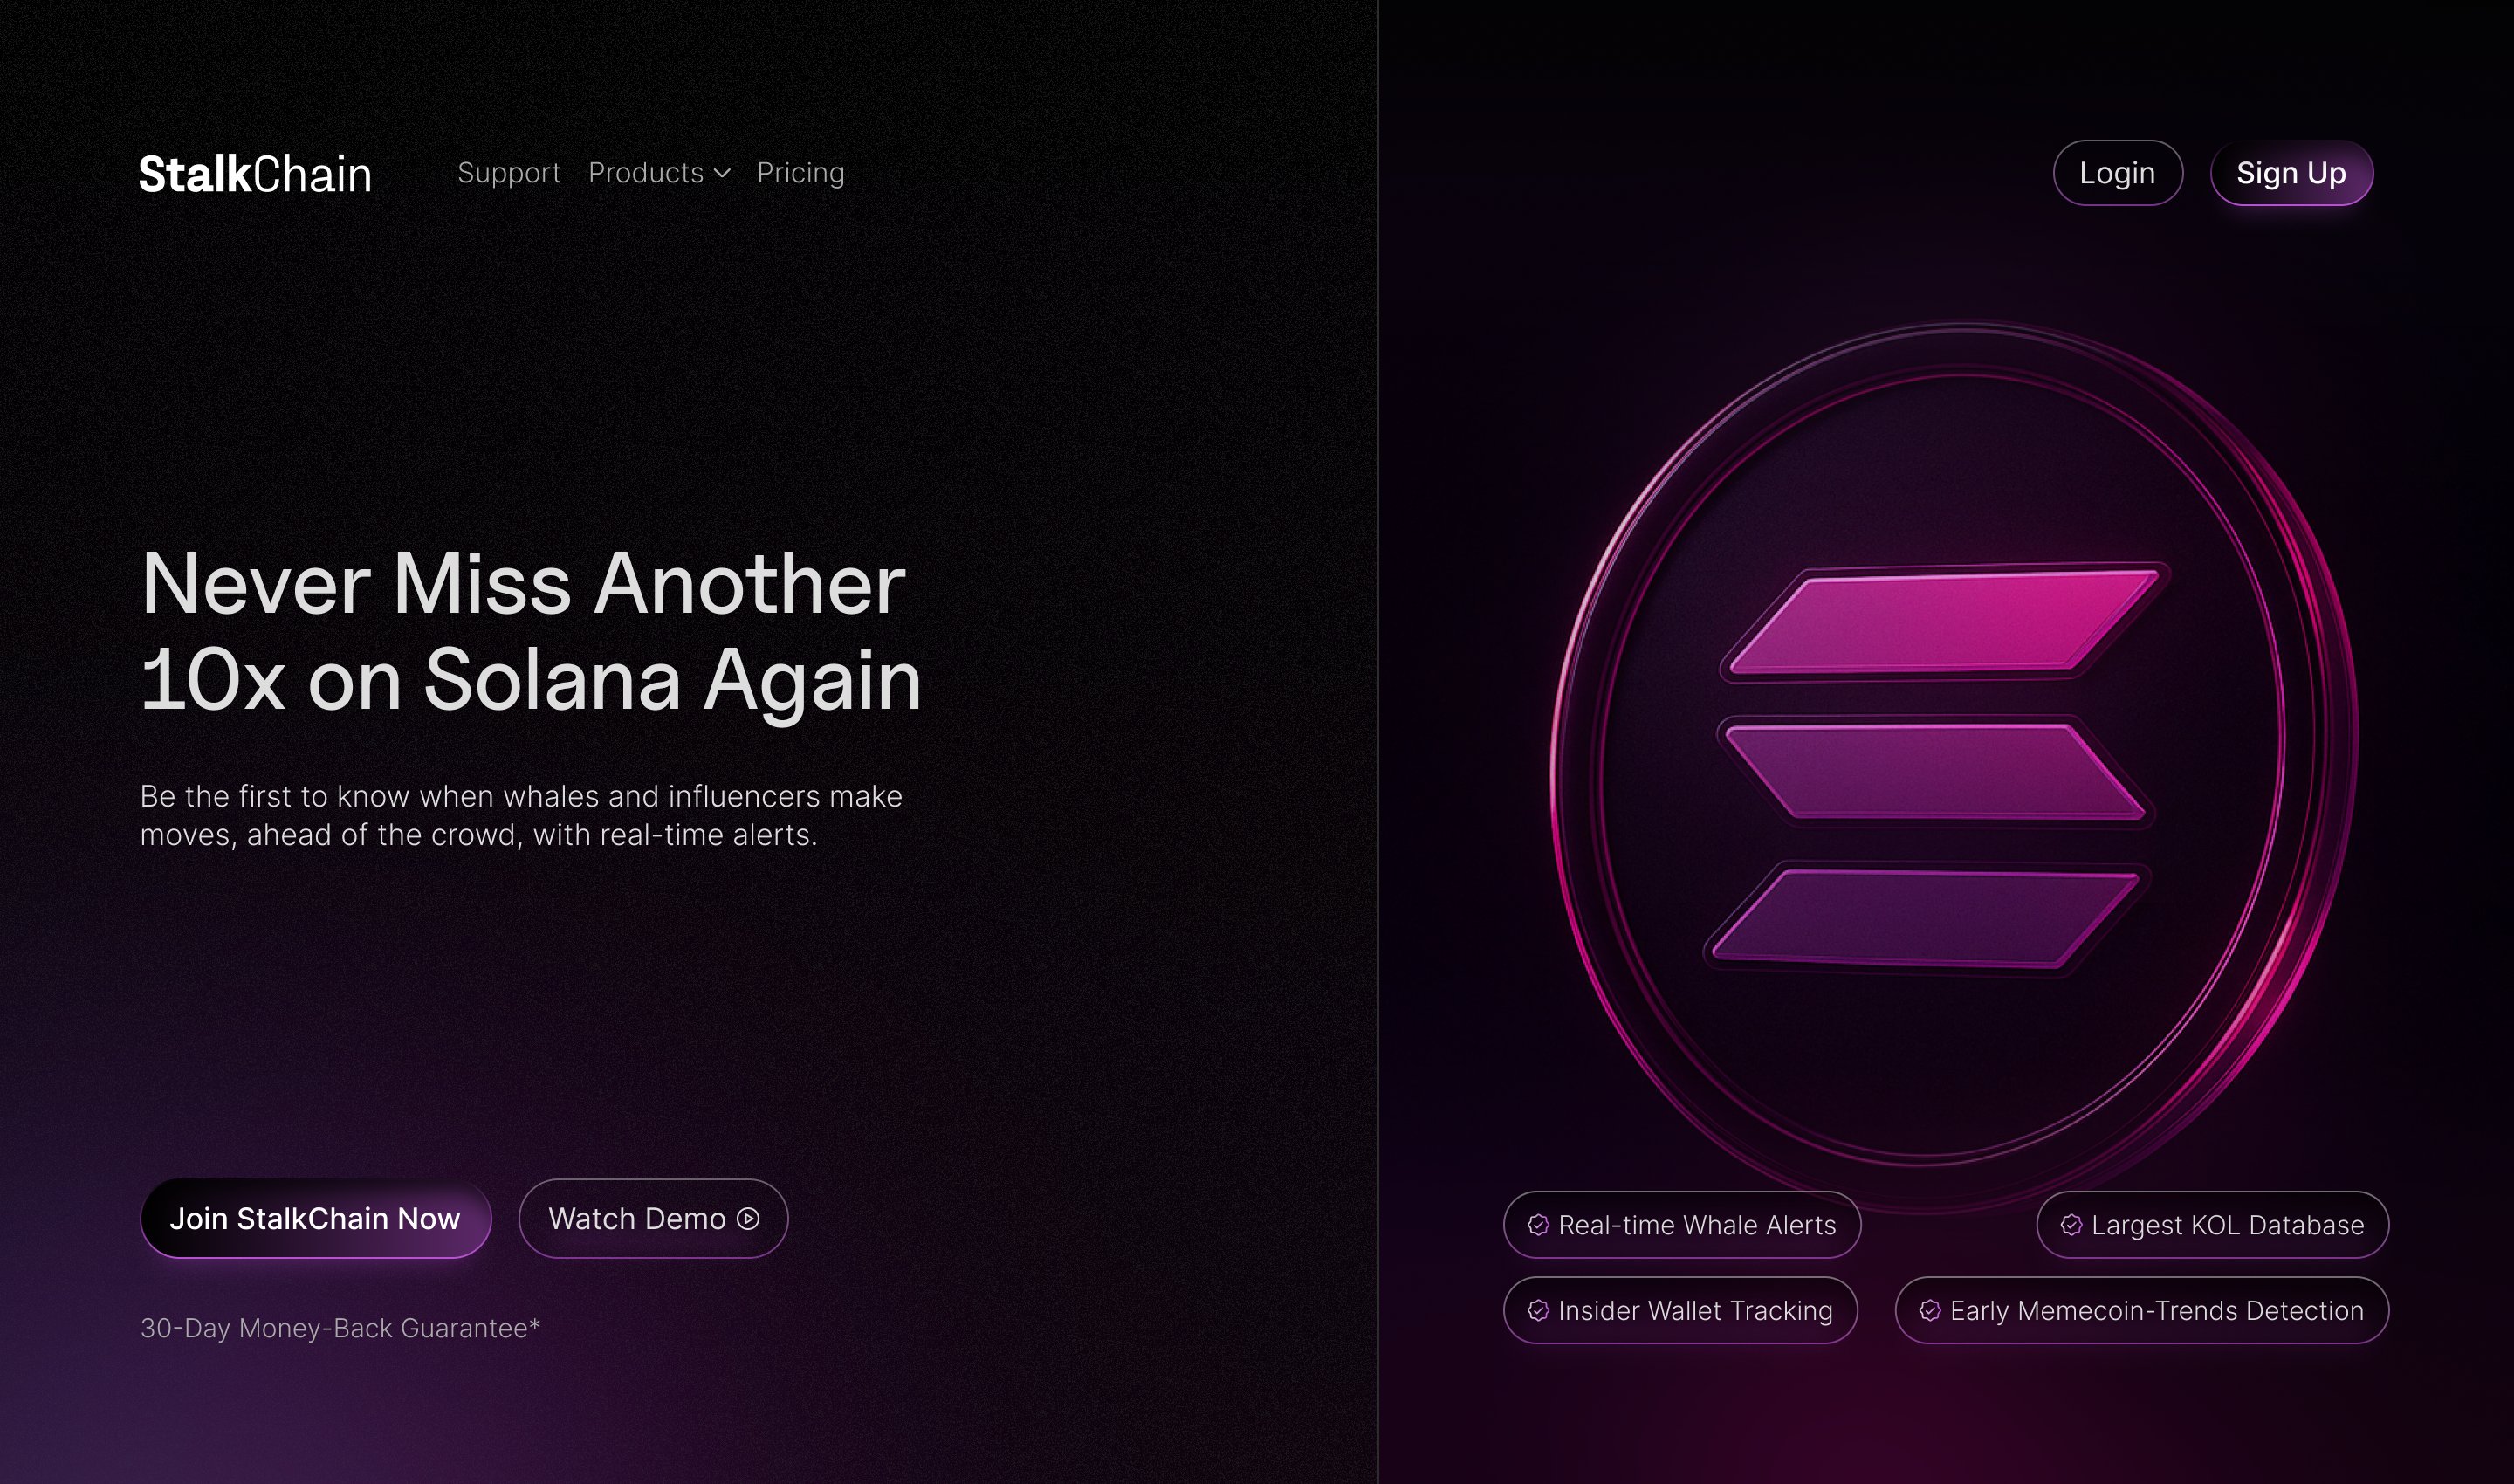 StalkChain
Support
Products
Pricing
Login
Sign Up
Never Miss Another
10x on Solana Again
Be the first to know when whales and influencers make
moves, ahead of the crowd, with real-time alerts.
Join StalkChain Now
Watch Demo
30-Day Money-Back Guarantee*
Real-time Whale Alerts
Largest KOL Database
Insider Wallet Tracking
Early Memecoin-Trends Detection